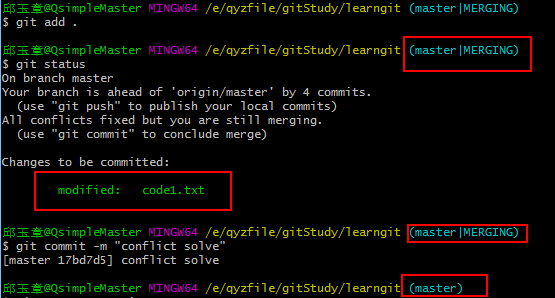 邱玉章@QsimpleMaster MINGW64 /e/qyzfile/gitStudy/learngit (master|MERGING)
$ git add .
邱玉章@QsimpleMaster MINGW64 /e/qyzfile/gitStudy/learngit (master|MERGING)
$ git status
On branch master
Your branch is ahead of 'origin/master' by 4 commits.
  (use "git push" to publish your local commits)
All conflicts fixed but you are still merging.
  (use "git commit" to conclude merge)
Changes to be committed:
        modified:   code1.txt
邱玉章@QsimpleMaster MINGW64 /e/qyzfile/gitStudy/learngit (master|MERGING)
$ git commit -m "conflict solve"
[master 17bd7d5] conflict solve
邱玉章@QsimpleMaster MINGW64 /e/qyzfile/gitStudy/learngit (master)